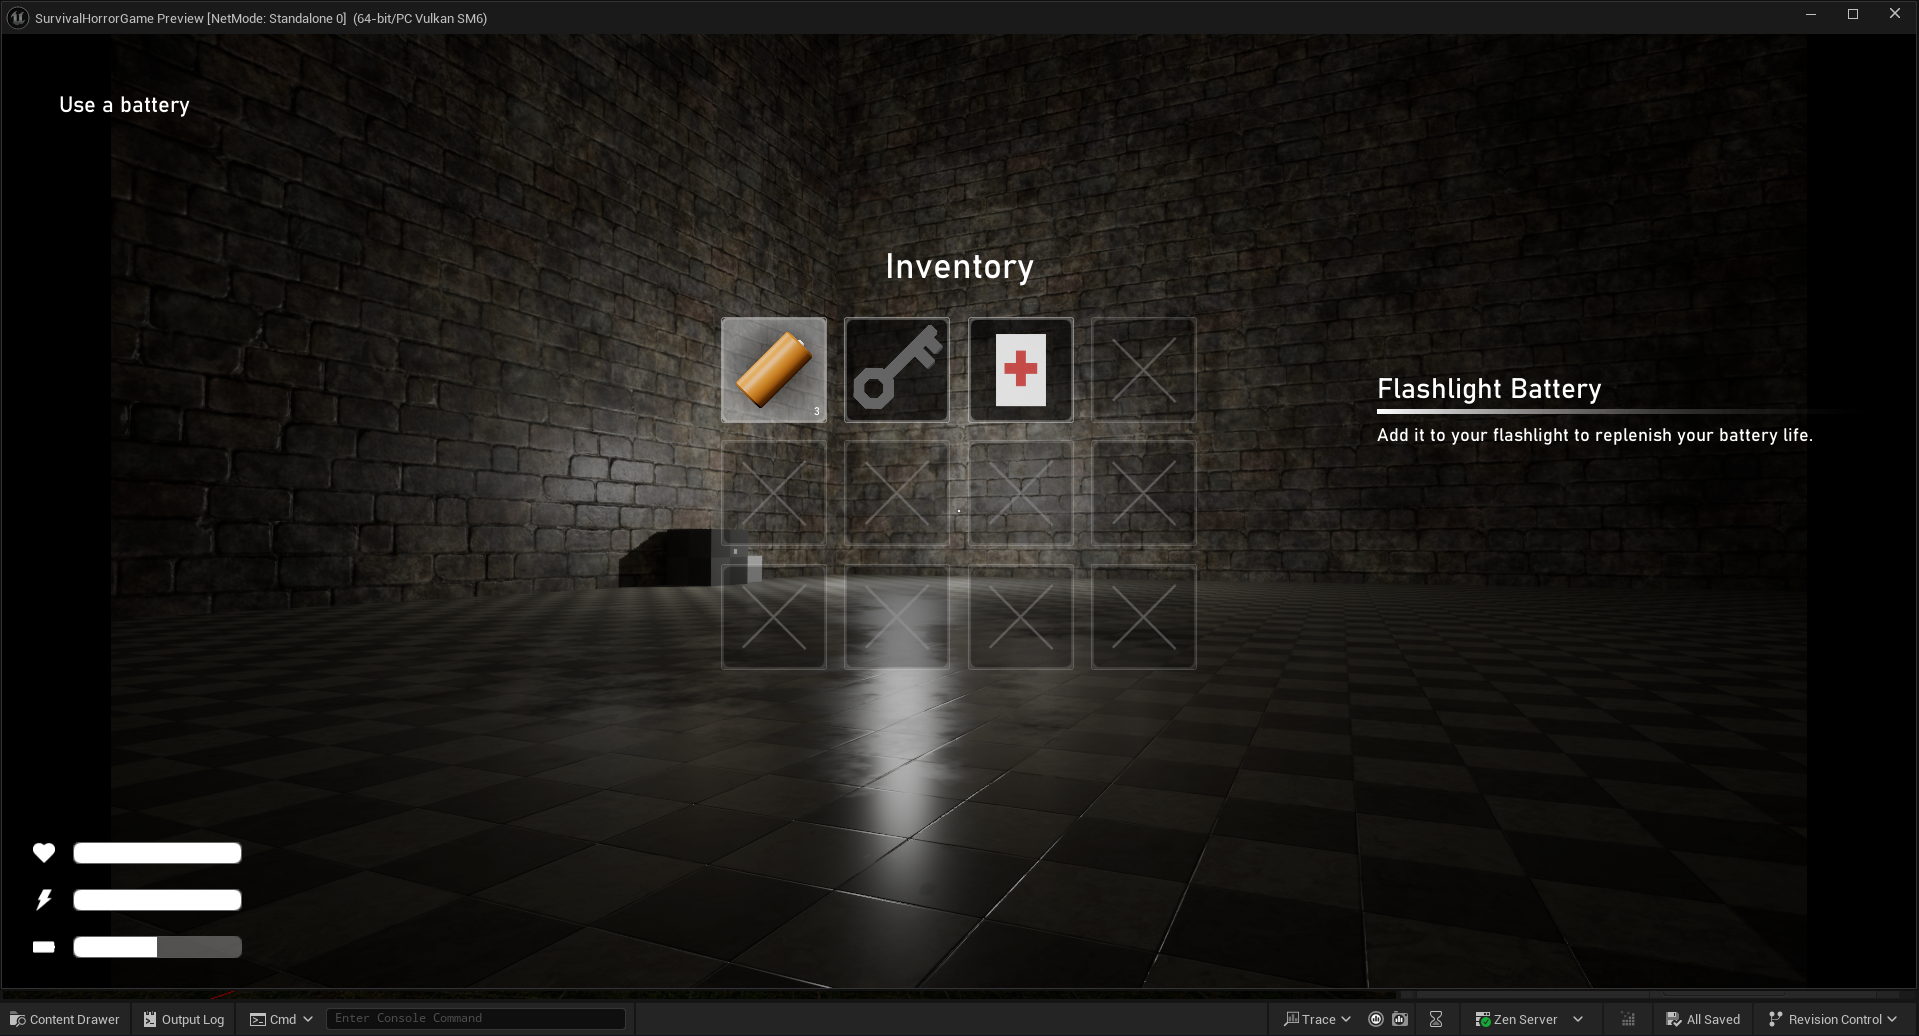 SurvivalHorrorGame Preview [NetMode: Standalone 0] (64-bit/PC Vulkan SM6)
Use a battery
Inventory
3
Flashlight Battery
Add it to your flashlight to replenish your battery life.
Content Drawer
Output Log
Cmd
Enter Console Command
Trace
Zen Server
All Saved
Revision Control